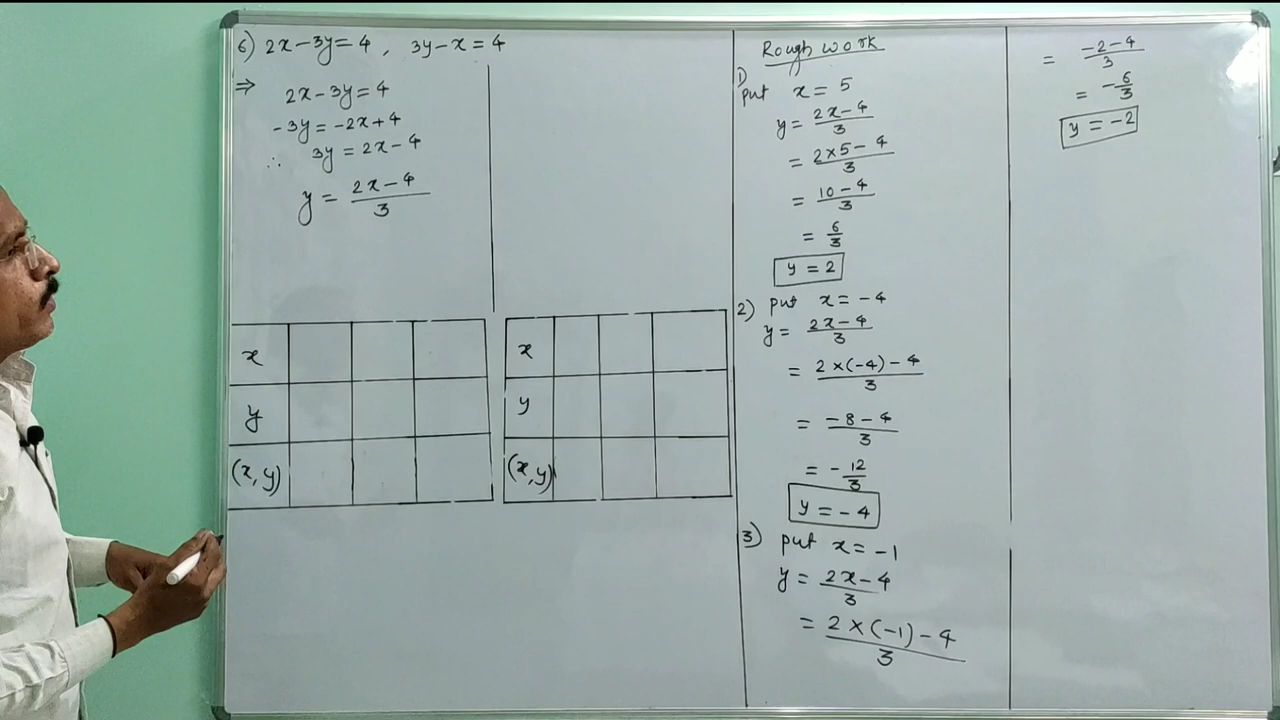 6) 2x-3y=4 , 3y-x=4
⇒ 2x-3y=4
-3y=-2x+4
∴ 3y=2x-4
y = (2x-4)/3
x
y
(x,y)
x
y
(x,y)
Rough work
1)
put x = 5
y = (2x-4)/3
= (2×5-4)/3
= (10-4)/3
= 6/3
y = 2
2) put x = -4
y = (2x-4)/3
= (2×(-4)-4)/3
= (-8-4)/3
= -12/3
y = -4
3) put x = -1
y = (2x-4)/3
= (2×(-1)-4)/3
= (-2-4)/3
= -6/3
y = -2